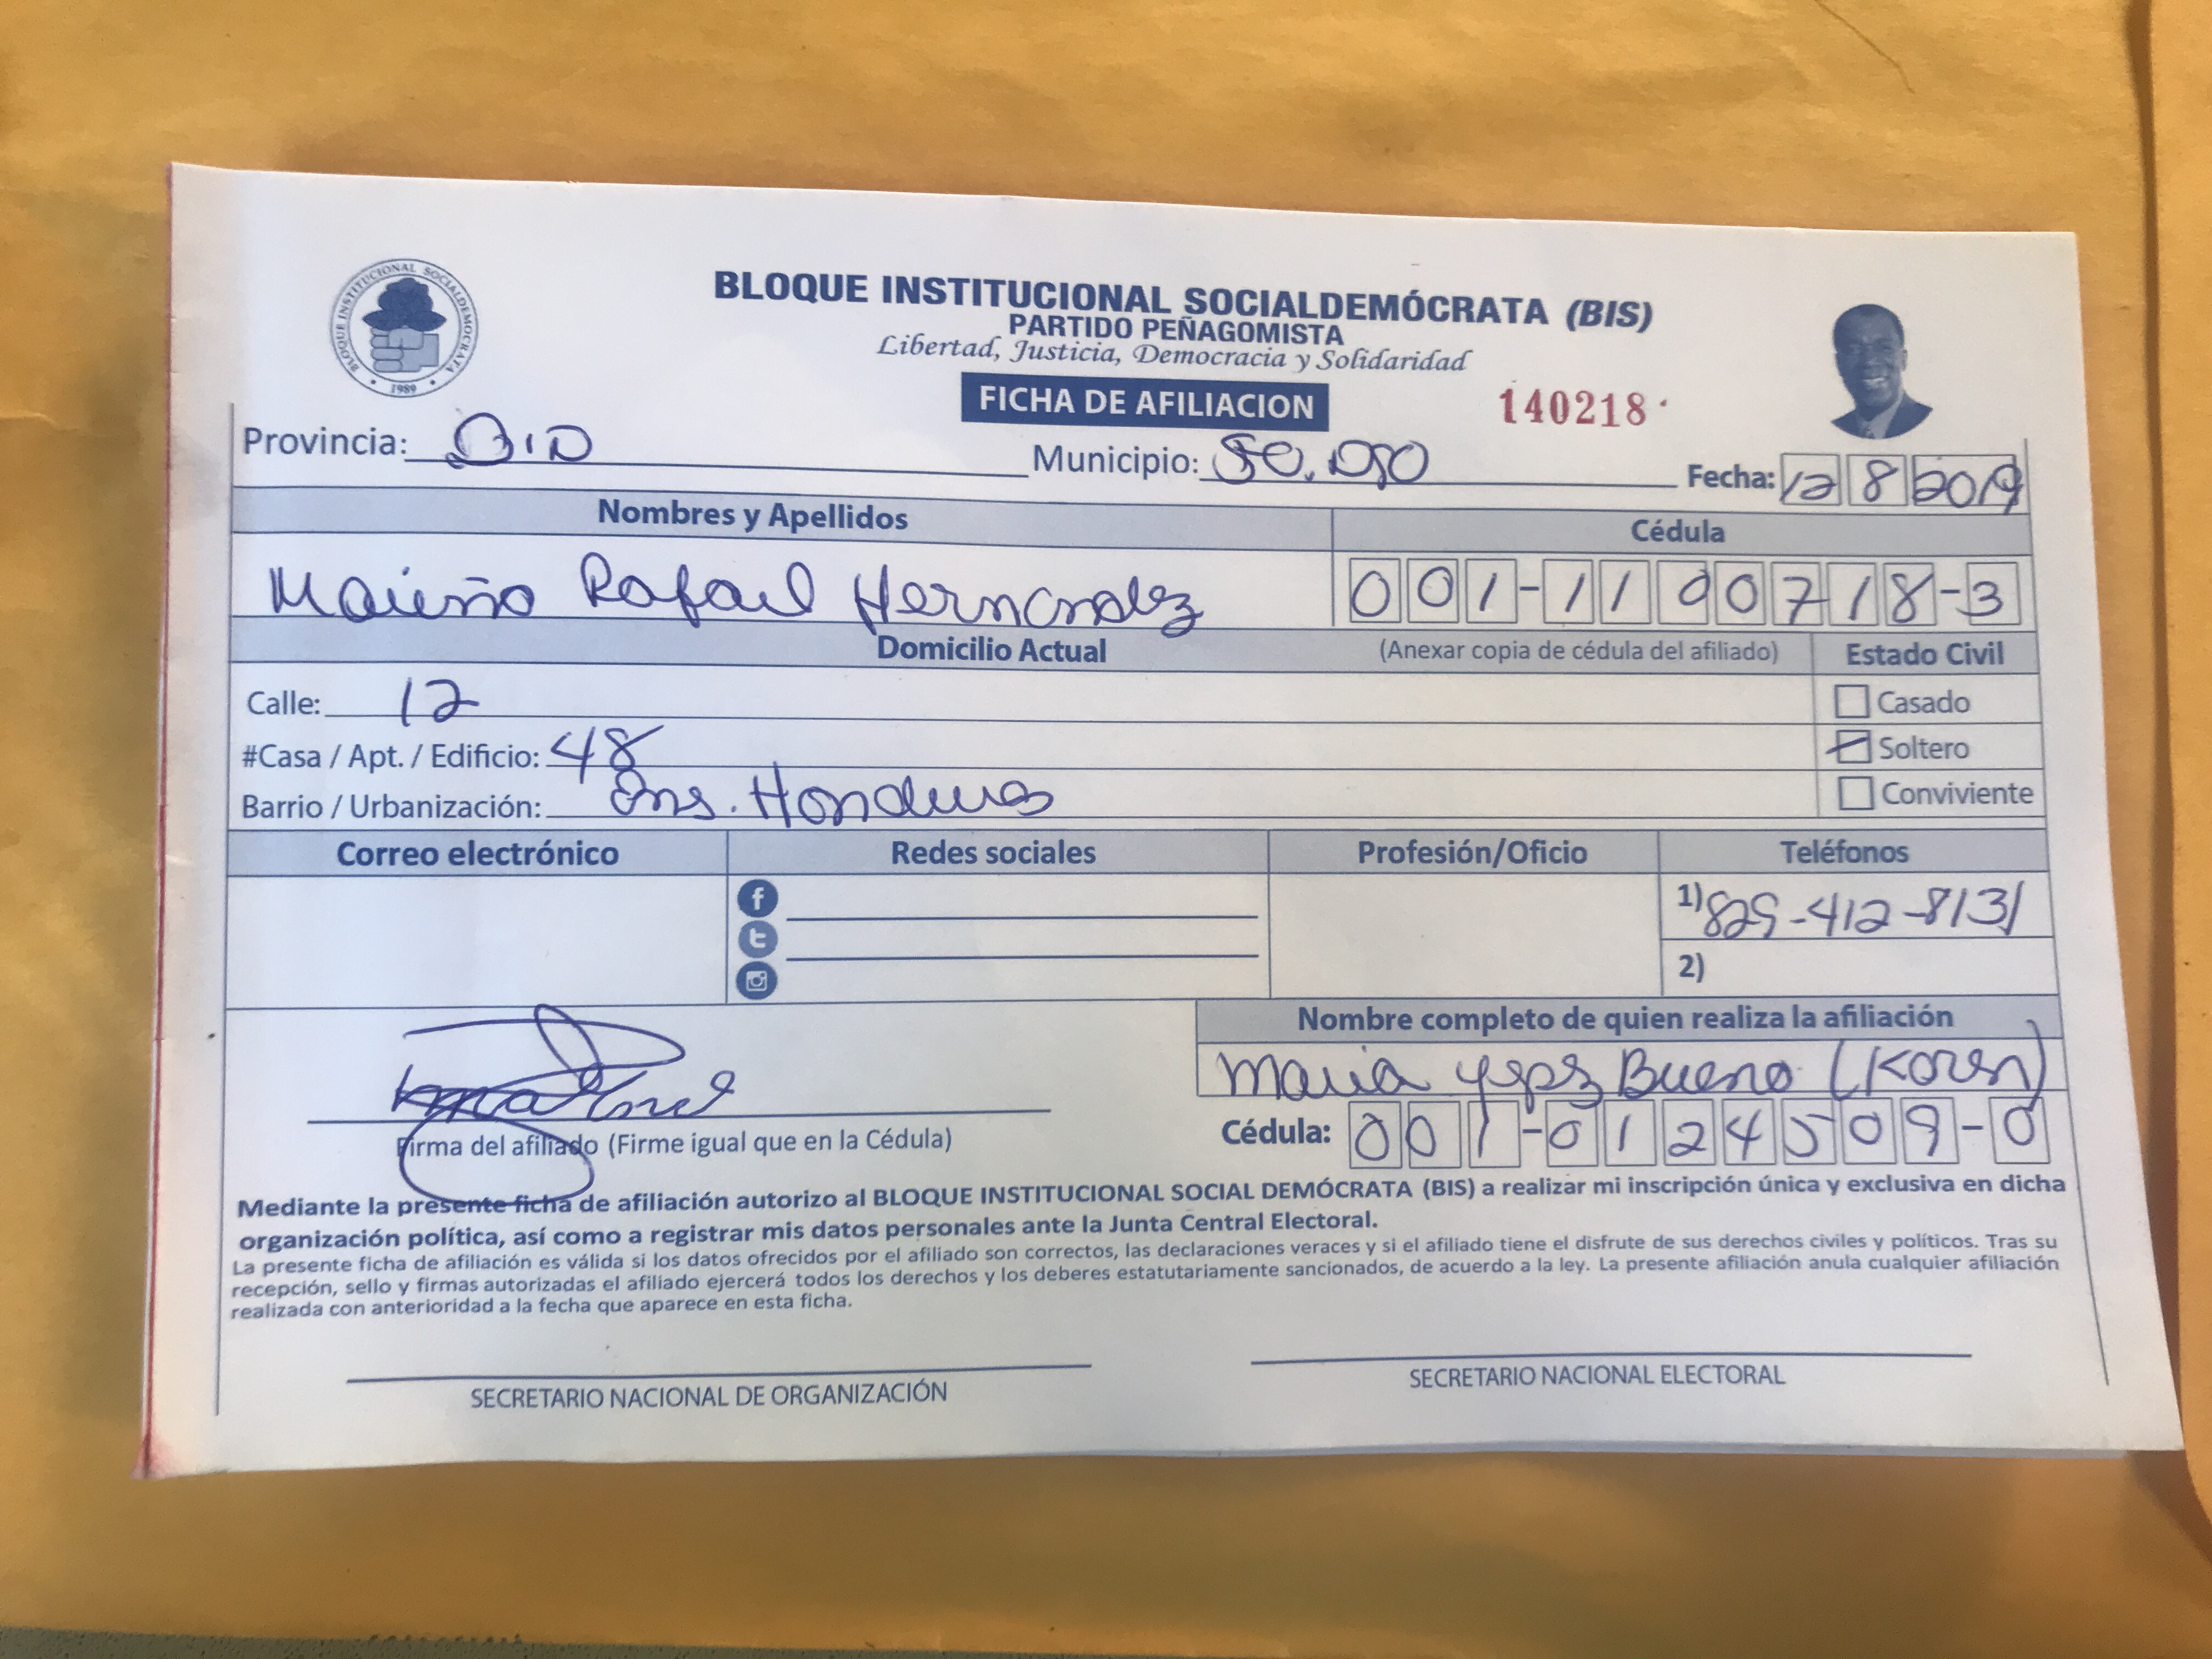 BLOQUE INSTITUCIONAL SOCIALDEMOCRATA
1989
BLOQUE INSTITUCIONAL SOCIALDEMÓCRATA (BIS)
PARTIDO PEÑAGOMISTA
Libertad, Justicia, Democracia y Solidaridad
FICHA DE AFILIACION 140218
Provincia: Municipio: Fecha: 12 8 2019
Nombres y Apellidos Cédula
Rafael Hernandez 001-1100718-3
Domicilio Actual (Anexar copia de cédula del afiliado) Estado Civil
Calle: 12 Casado
#Casa / Apt. / Edificio: 48 Soltero
Barrio / Urbanización: Ens. Honduras Conviviente
Correo electrónico Redes sociales Profesión/Oficio Teléfonos
1) 829-412-8131
2)
Nombre completo de quien realiza la afiliación
Maria Bueno (Koren)
Cédula: 001-0124509-0
Firma del afiliado (Firme igual que en la Cédula)
Mediante la presente ficha de afiliación autorizo al BLOQUE INSTITUCIONAL SOCIAL DEMÓCRATA (BIS) a realizar mi inscripción única y exclusiva en dicha
organización política, así como a registrar mis datos personales ante la Junta Central Electoral.
La presente ficha de afiliación es válida si los datos ofrecidos por el afiliado son correctos, las declaraciones veraces y si el afiliado tiene el disfrute de sus derechos civiles y políticos. Tras su
recepción, sello y firmas autorizadas el afiliado ejercerá todos los derechos y los deberes estatutariamente sancionados, de acuerdo a la ley. La presente afiliación anula cualquier afiliación
realizada con anterioridad a la fecha que aparece en esta ficha.
SECRETARIO NACIONAL DE ORGANIZACIÓN SECRETARIO NACIONAL ELECTORAL